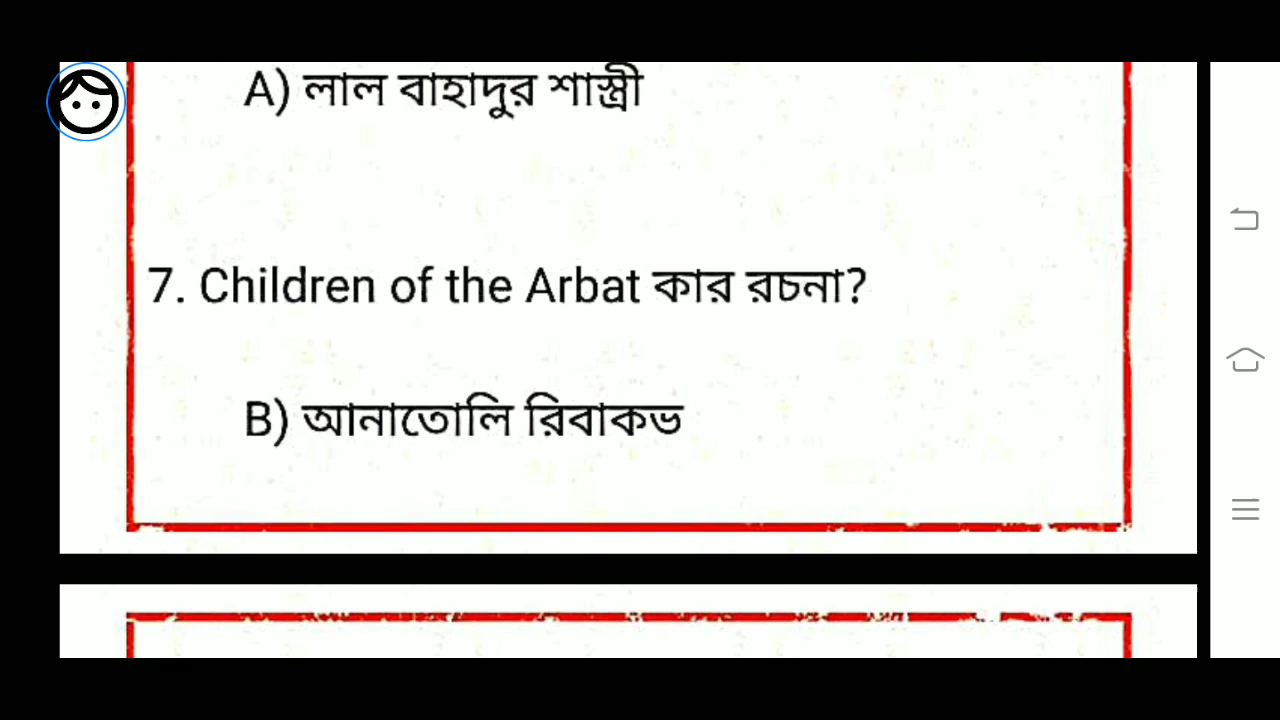 A) লাল বাহাদুর শাস্ত্রী
7. Children of the Arbat কার রচনা?
B) আনাতোলি রিবাকভ